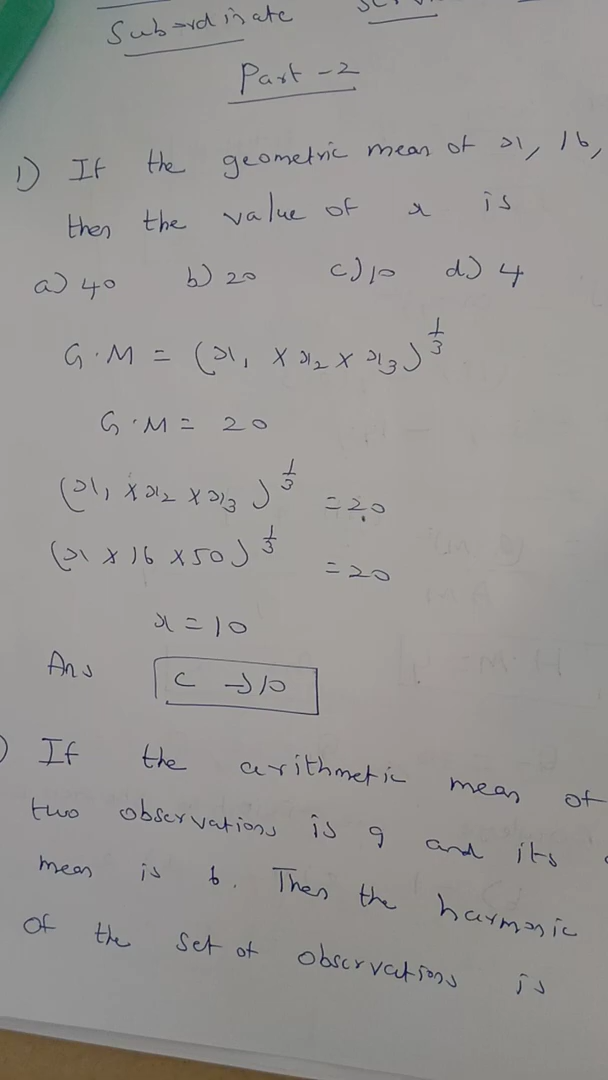 Subordinate
Part - 2
1) If the geometric mean of x, 16,
then the value of x is
a) 40 b) 20 c) 10 d) 4
G.M = (x₁ × x₂ × x₃)^1/3
G.M = 20
(x₁ × x₂ × x₃)^1/3 = 20
(x × 16 × 50)^1/3 = 20
x = 10
Ans c → 10
) If the arithmetic mean of
two observations is 9 and its
mean is 6. Then the harmonic
of the set of observations is